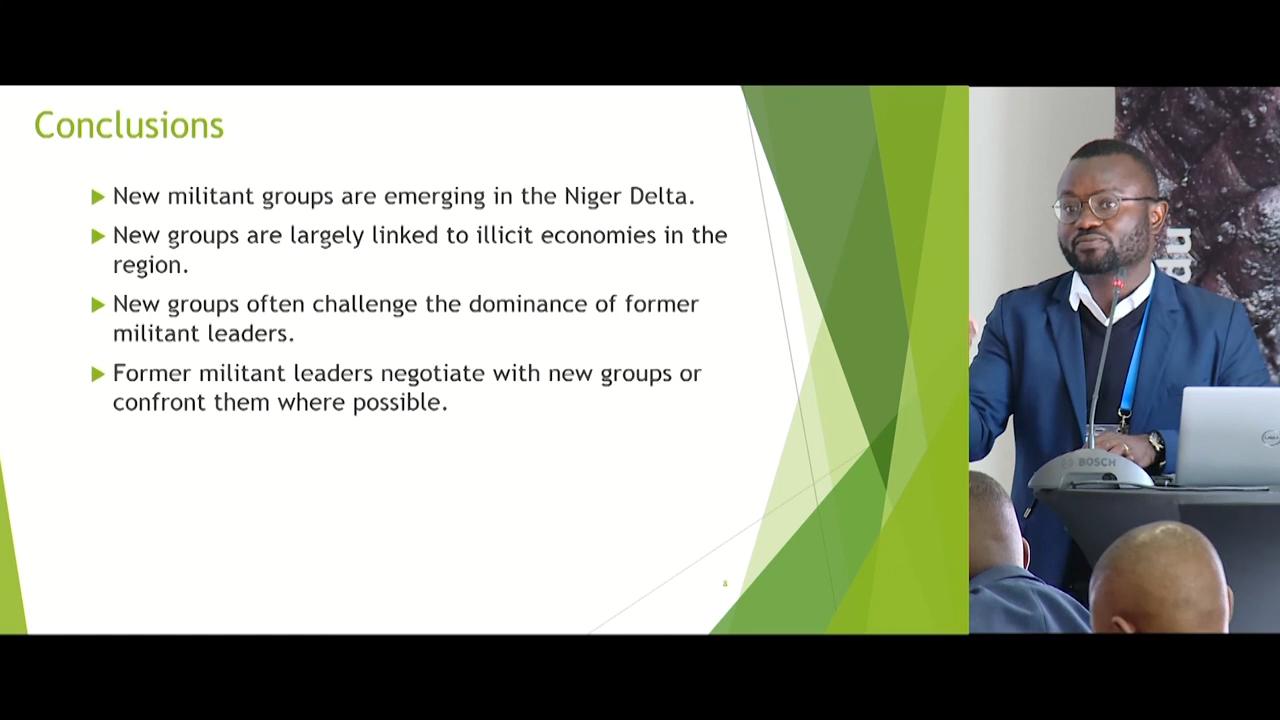 Conclusions
New militant groups are emerging in the Niger Delta.
New groups are largely linked to illicit economies in the
region.
New groups often challenge the dominance of former
militant leaders.
Former militant leaders negotiate with new groups or
confront them where possible.
8
BOSCH
DELL